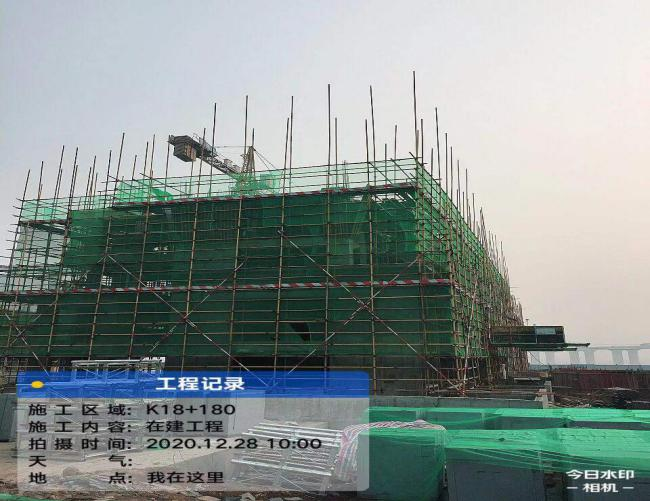 工程记录
施工区域: K18+180
施工内容: 在建工程
拍摄时间: 2020.12.28 10:00
天气:
地点: 我在这里
今日水印
—相机—